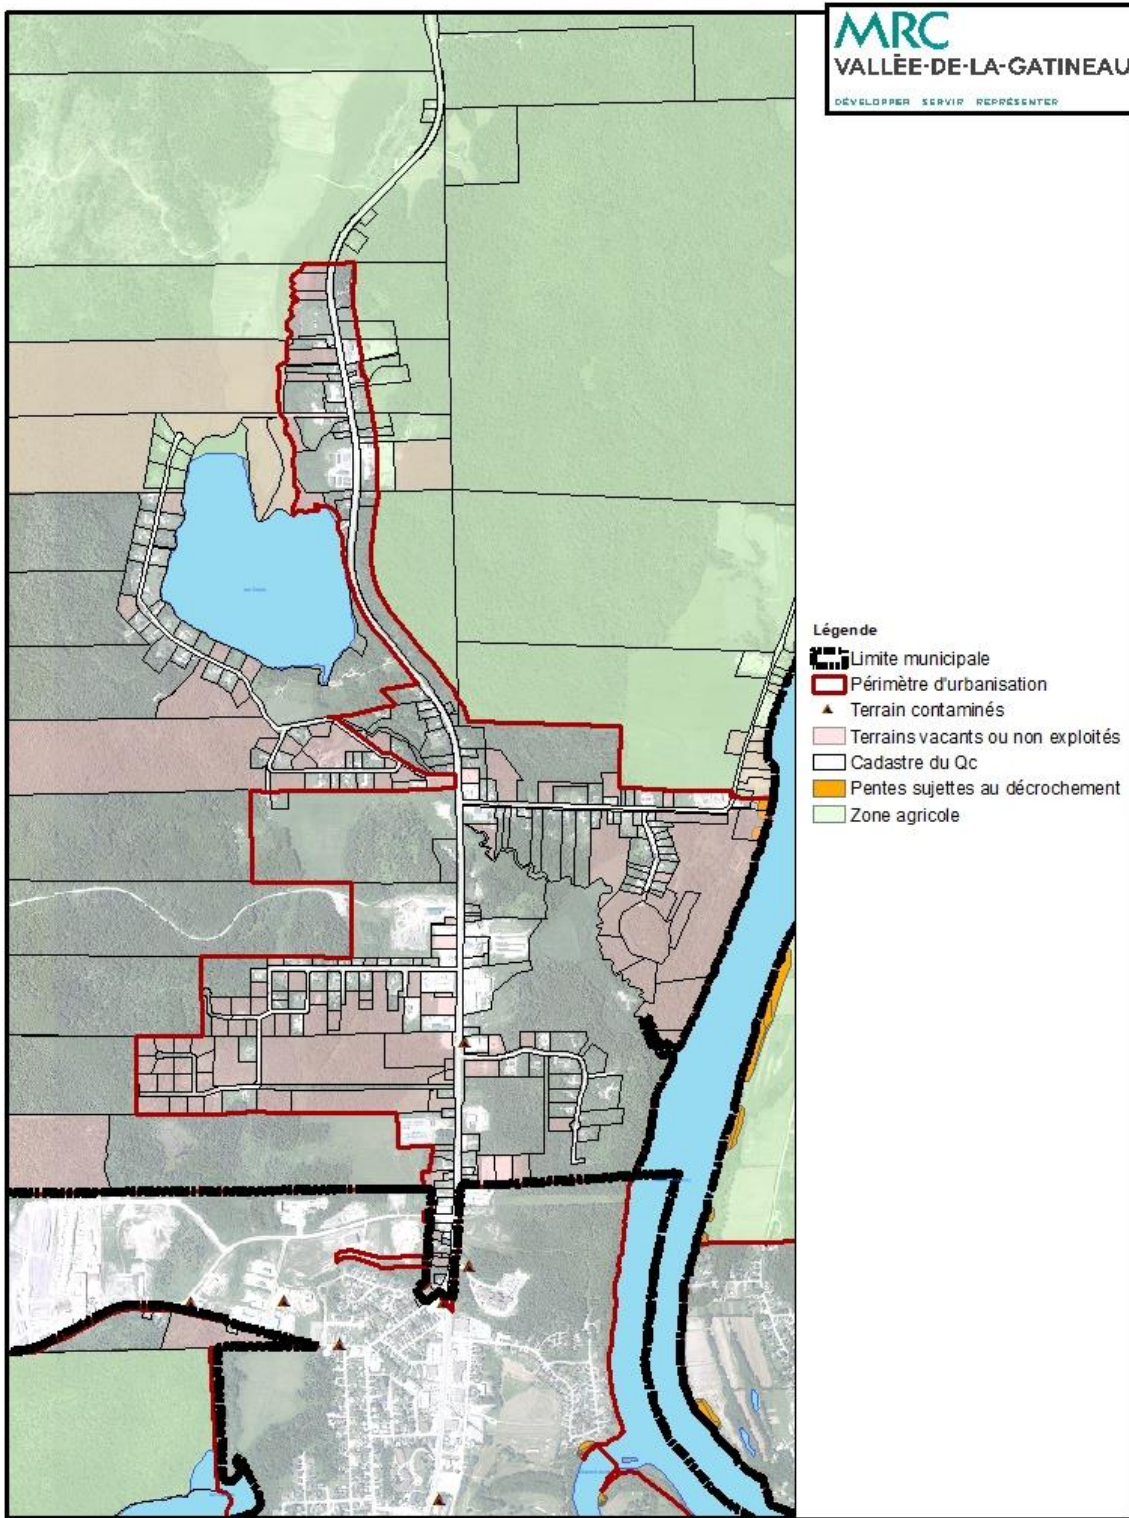 MRC
VALLÉE-DE-LA-GATINEAU
DÉVELOPPER SERVIR REPRÉSENTER
Légende
Limite municipale
Périmètre d'urbanisation
Terrain contaminés
Terrains vacants ou non exploités
Cadastre du Qc
Pentes sujettes au décrochement
Zone agricole